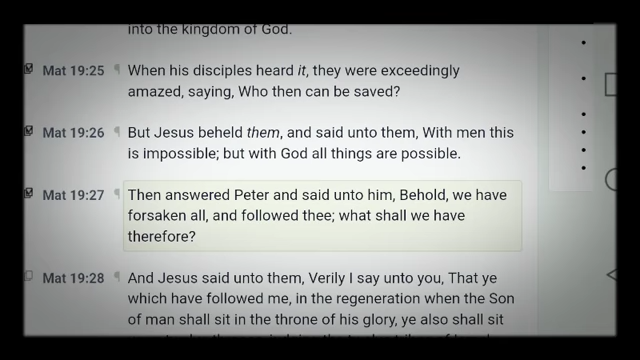 into the kingdom of God.
Mat 19:25 ¶ When his disciples heard it, they were exceedingly
amazed, saying, Who then can be saved?
Mat 19:26 ¶ But Jesus beheld them, and said unto them, With men this
is impossible; but with God all things are possible.
Mat 19:27 ¶ Then answered Peter and said unto him, Behold, we have
forsaken all, and followed thee; what shall we have
therefore?
Mat 19:28 ¶ And Jesus said unto them, Verily I say unto you, That ye
which have followed me, in the regeneration when the Son
of man shall sit in the throne of his glory, ye also shall sit